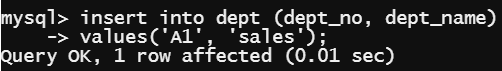 mysql> insert into dept (dept_no, dept_name)
    -> values('A1', 'sales');
Query OK, 1 row affected (0.01 sec)